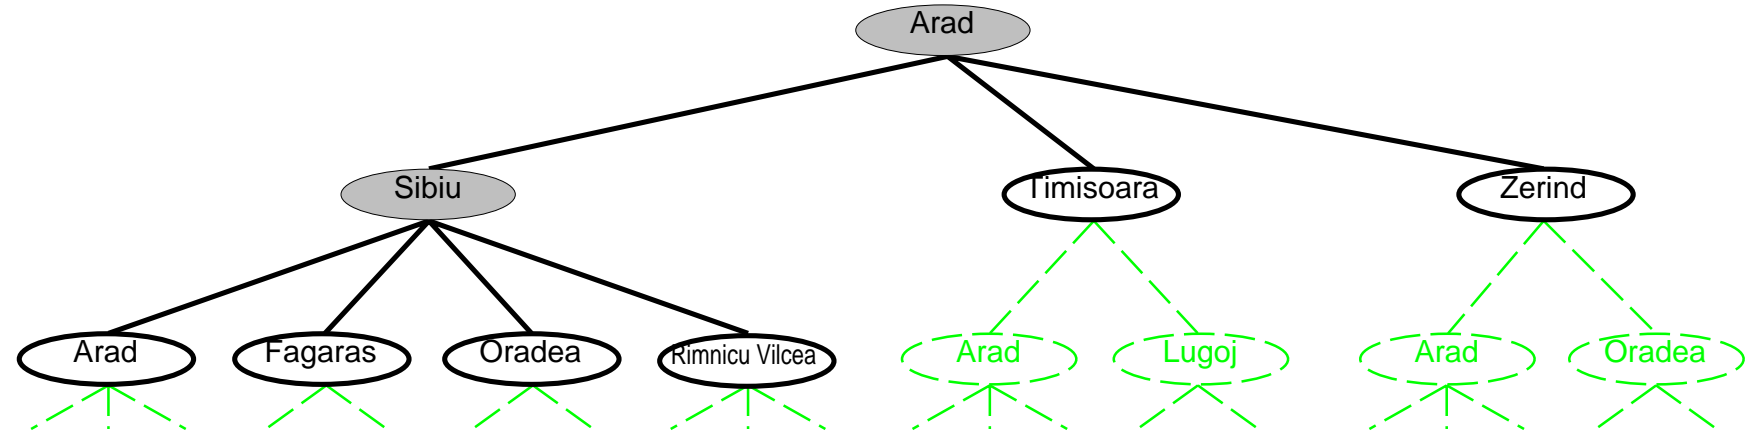 Arad
Sibiu
Timisoara
Zerind
Arad
Fagaras
Oradea
Rimnicu Vilcea
Arad
Lugoj
Arad
Oradea